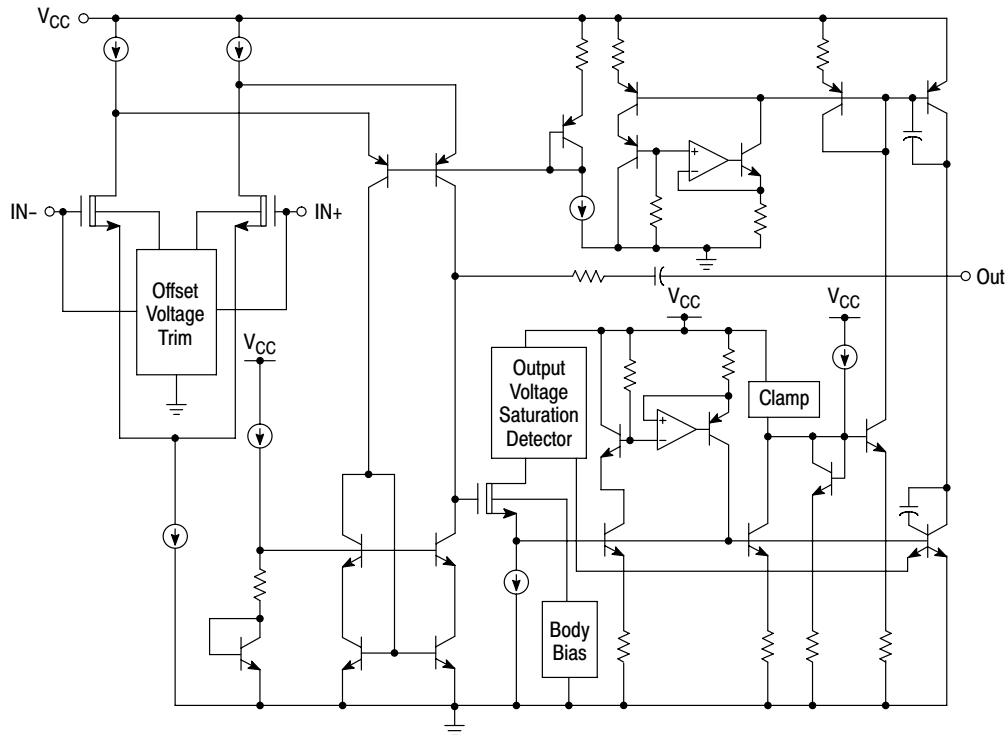 VCC
IN-
IN+
Offset
Voltage
Trim
VCC
Out
VCC
VCC
Output
Voltage
Saturation
Detector
+
−
+
−
Clamp
Body
Bias